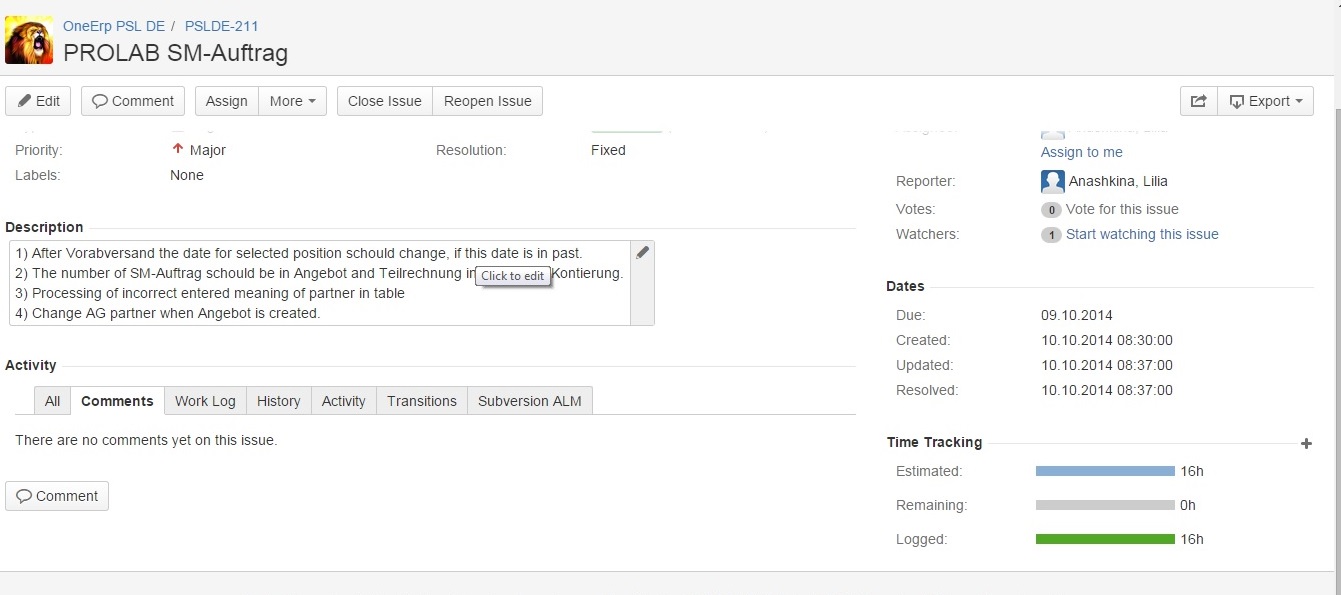 OneErp PSL DE / PSLDE-211
PROLAB SM-Auftrag
Edit Comment Assign More Close Issue Reopen Issue Export
Priority: Major Resolution: Fixed
Labels: None
Assign to me
Reporter: Anashkina, Lilia
Votes: 0 Vote for this issue
Watchers: 1 Start watching this issue
Description
1) After Vorabversand the date for selected position schould change, if this date is in past.
2) The number of SM-Auftrag schould be in Angebot and Teilrechnung in Kontierung.
Click to edit
3) Processing of incorrect entered meaning of partner in table
4) Change AG partner when Angebot is created.
Dates
Due: 09.10.2014
Created: 10.10.2014 08:30:00
Updated: 10.10.2014 08:37:00
Resolved: 10.10.2014 08:37:00
Activity
All Comments Work Log History Activity Transitions Subversion ALM
There are no comments yet on this issue.
Comment
Time Tracking
Estimated: 16h
Remaining: 0h
Logged: 16h